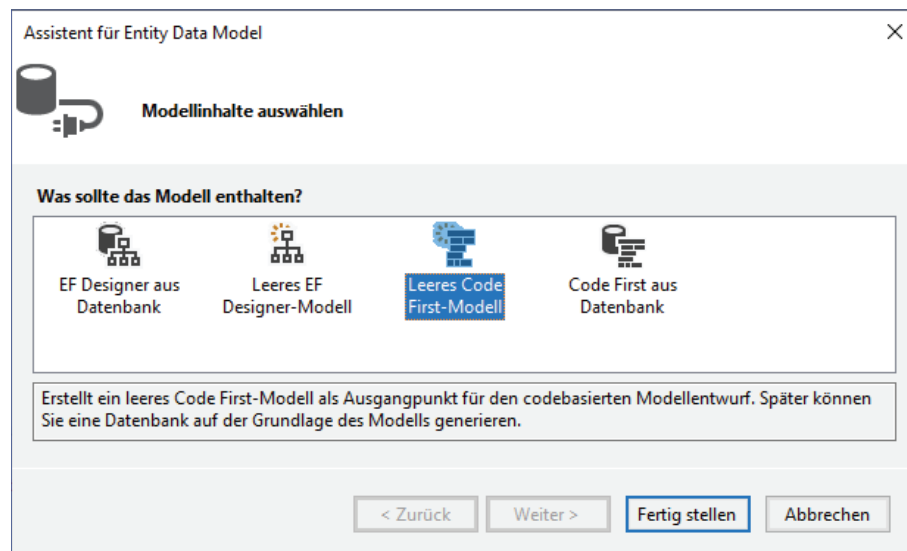 Assistent für Entity Data Model
Modellinhalte auswählen
Was sollte das Modell enthalten?
EF Designer aus
Datenbank
Leeres EF
Designer-Modell
Leeres Code
First-Modell
Code First aus
Datenbank
Erstellt ein leeres Code First-Modell als Ausgangpunkt für den codebasierten Modellentwurf. Später können
Sie eine Datenbank auf der Grundlage des Modells generieren.
< Zurück Weiter > Fertig stellen Abbrechen